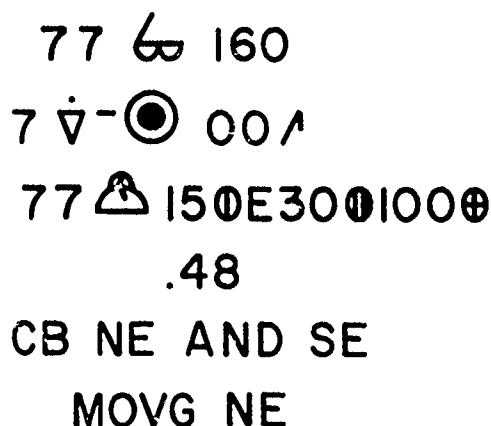 77 160
7 - 00
77 15⦶E30⦶100⊕
.48
CB NE AND SE
MOVG NE